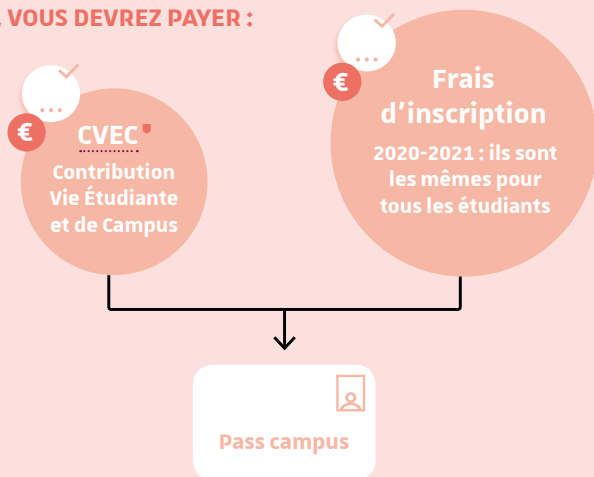 , VOUS DEVREZ PAYER :
€
CVEC
Contribution
Vie Étudiante
et de Campus
€
Frais
d'inscription
2020-2021 : ils sont
les mêmes pour
tous les étudiants
Pass campus